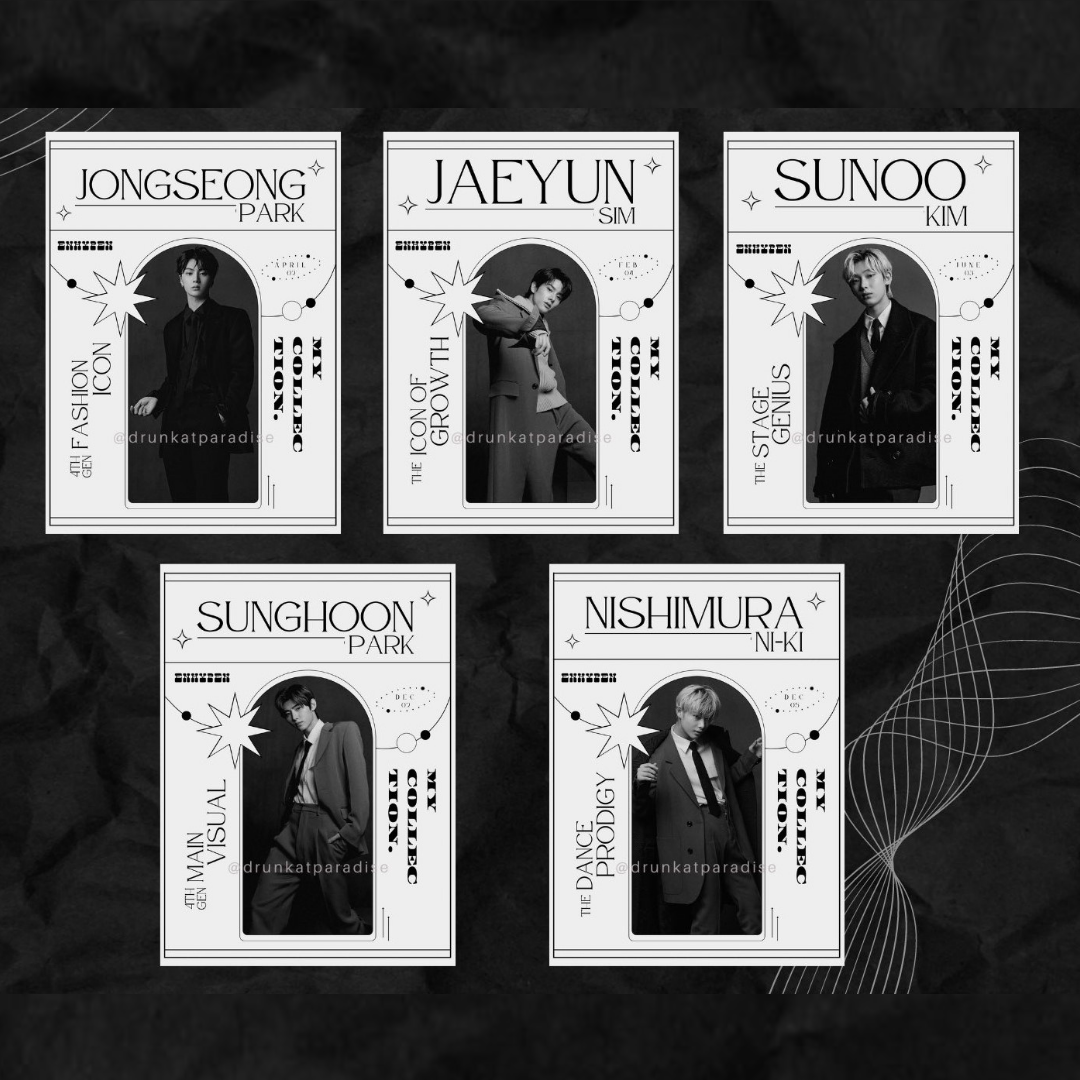 JONGSEONG
PARK
ENHYPEN
APRIL
4TH GEN FASHION ICON
MY
COLLEC
TION.
@drunkatparadise
JAEYUN
SIM
ENHYPEN
FEB
THE ICON OF
GROWTH
MY
COLLEC
TION.
@drunkatparadise
SUNOO
KIM
ENHYPEN
JUNE
THE STAGE
GENIUS
MY
COLLEC
TION.
@drunkatparadise
SUNGHOON
PARK
ENHYPEN
DEC
4TH GEN MAIN
VISUAL
MY
COLLEC
TION.
@drunkatparadise
NISHIMURA
NI-KI
ENHYPEN
DEC
THE DANCE
PRODIGY
MY
COLLEC
TION.
@drunkatparadise